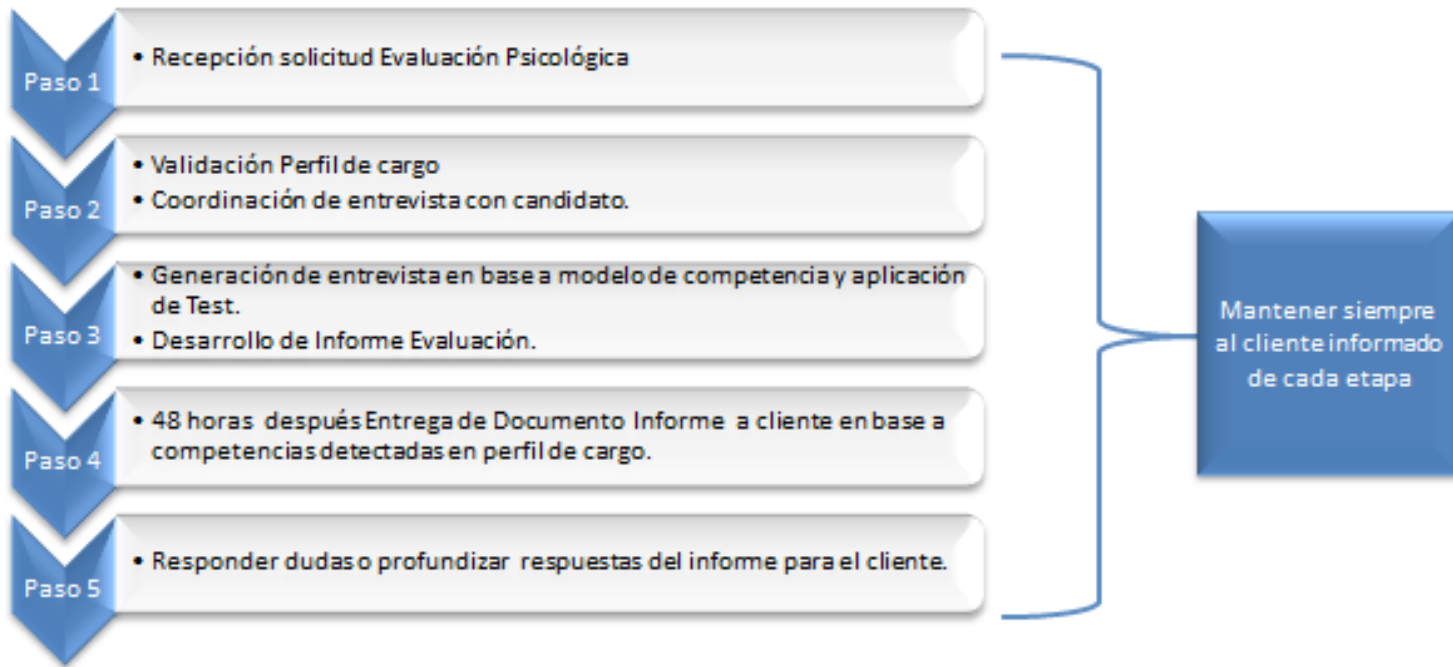 Paso 1
• Recepción solicitud Evaluación Psicológica
Paso 2
• Validación Perfil de cargo
• Coordinación de entrevista con candidato.
Paso 3
• Generación de entrevista en base a modelo de competencia y aplicación
de Test.
• Desarrollo de Informe Evaluación.
Paso 4
• 48 horas después Entrega de Documento Informe a cliente en base a
competencias detectadas en perfil de cargo.
Paso 5
• Responder dudas o profundizar respuestas del informe para el cliente.
Mantener siempre
al cliente informado
de cada etapa